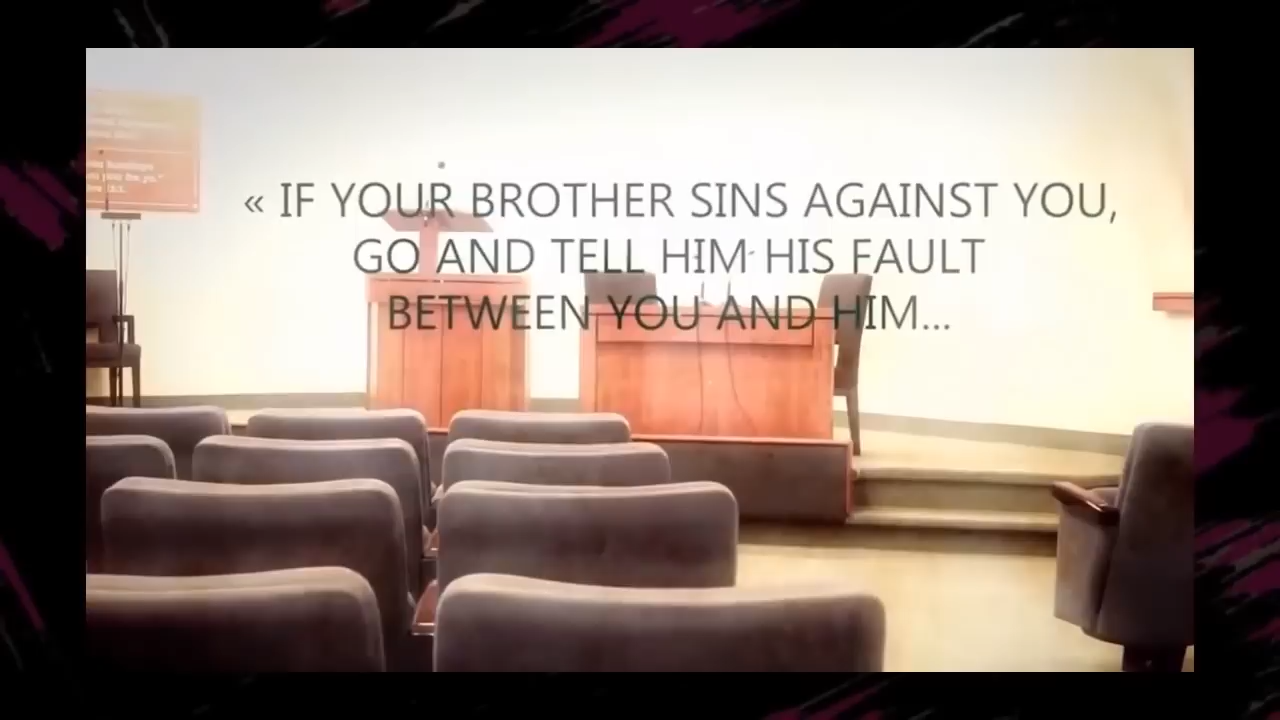 « IF YOUR BROTHER SINS AGAINST YOU,
GO AND TELL HIM HIS FAULT
BETWEEN YOU AND HIM...